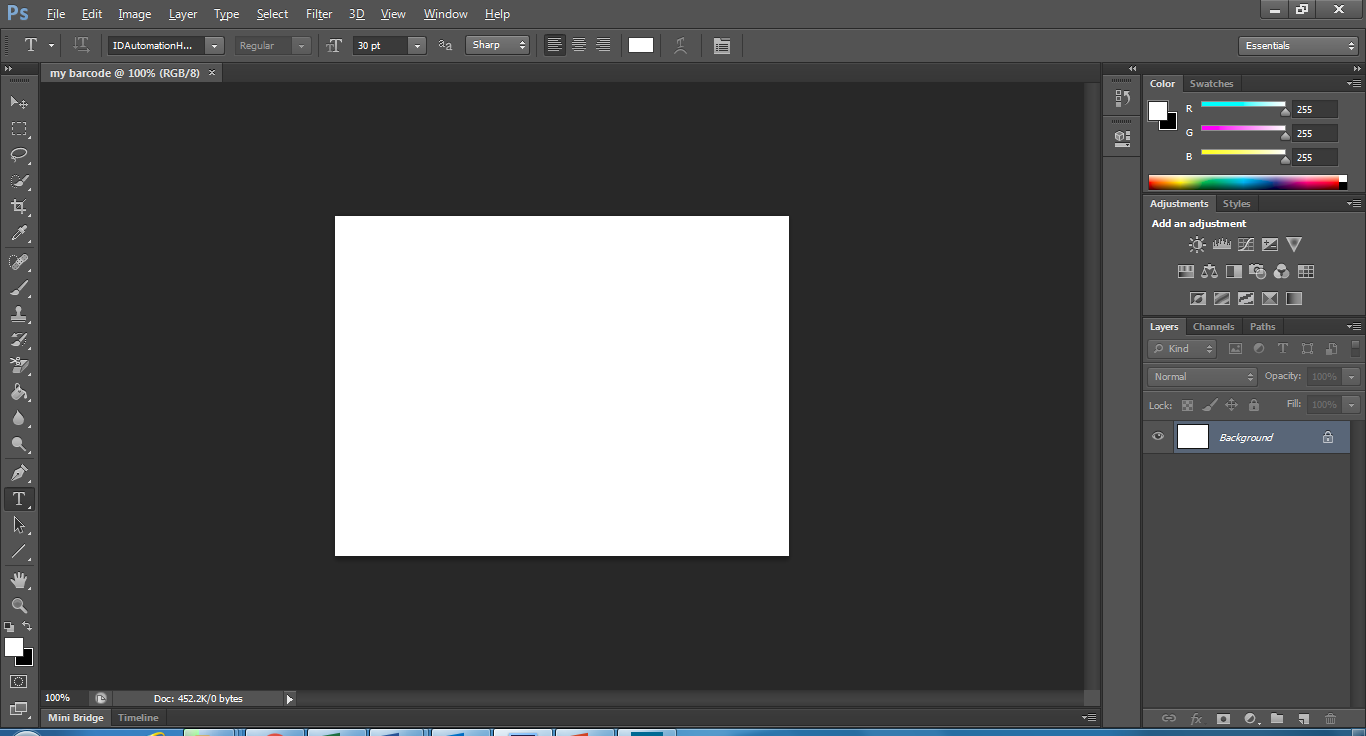 Ps File Edit Image Layer Type Select Filter 3D View Window Help
T IDAutomationH... Regular 30 pt Sharp Essentials
my barcode @ 100% (RGB/8) ×
Color Swatches
R 255
G 255
B 255
Adjustments Styles
Add an adjustment
Layers Channels Paths
Kind
Normal Opacity: 100%
Lock: Fill: 100%
Background
100% Doc: 452.2K/0 bytes
Mini Bridge Timeline